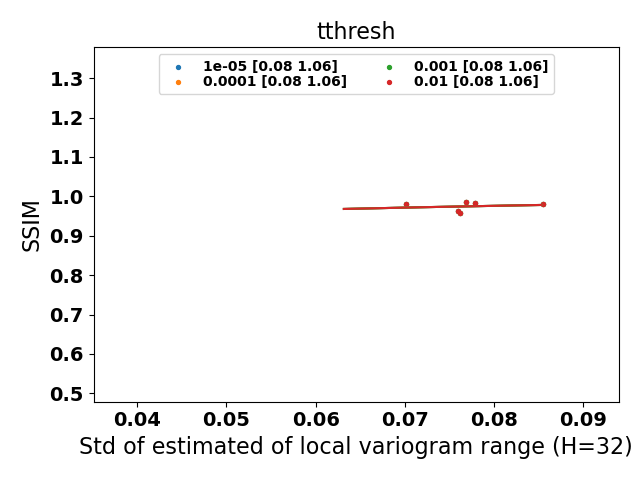 tthresh
1e-05 [0.08 1.06]
0.0001 [0.08 1.06]
0.001 [0.08 1.06]
0.01 [0.08 1.06]
1.3
1.2
1.1
1.0
0.9
0.8
0.7
0.6
0.5
SSIM
0.04 0.05 0.06 0.07 0.08 0.09
Std of estimated of local variogram range (H=32)